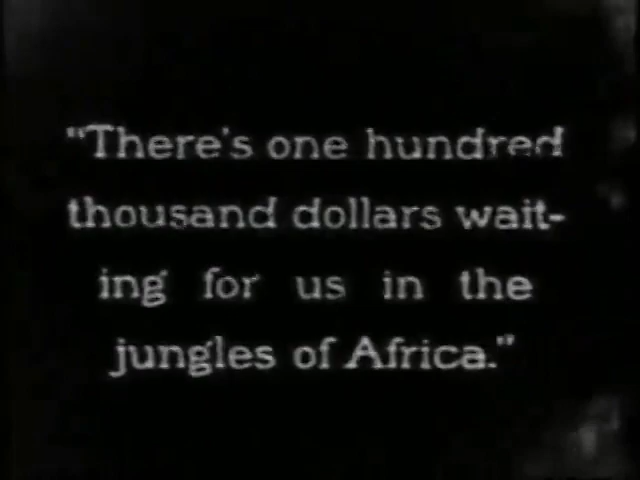 "There's one hundred
thousand dollars wait-
ing for us in the
jungles of Africa."